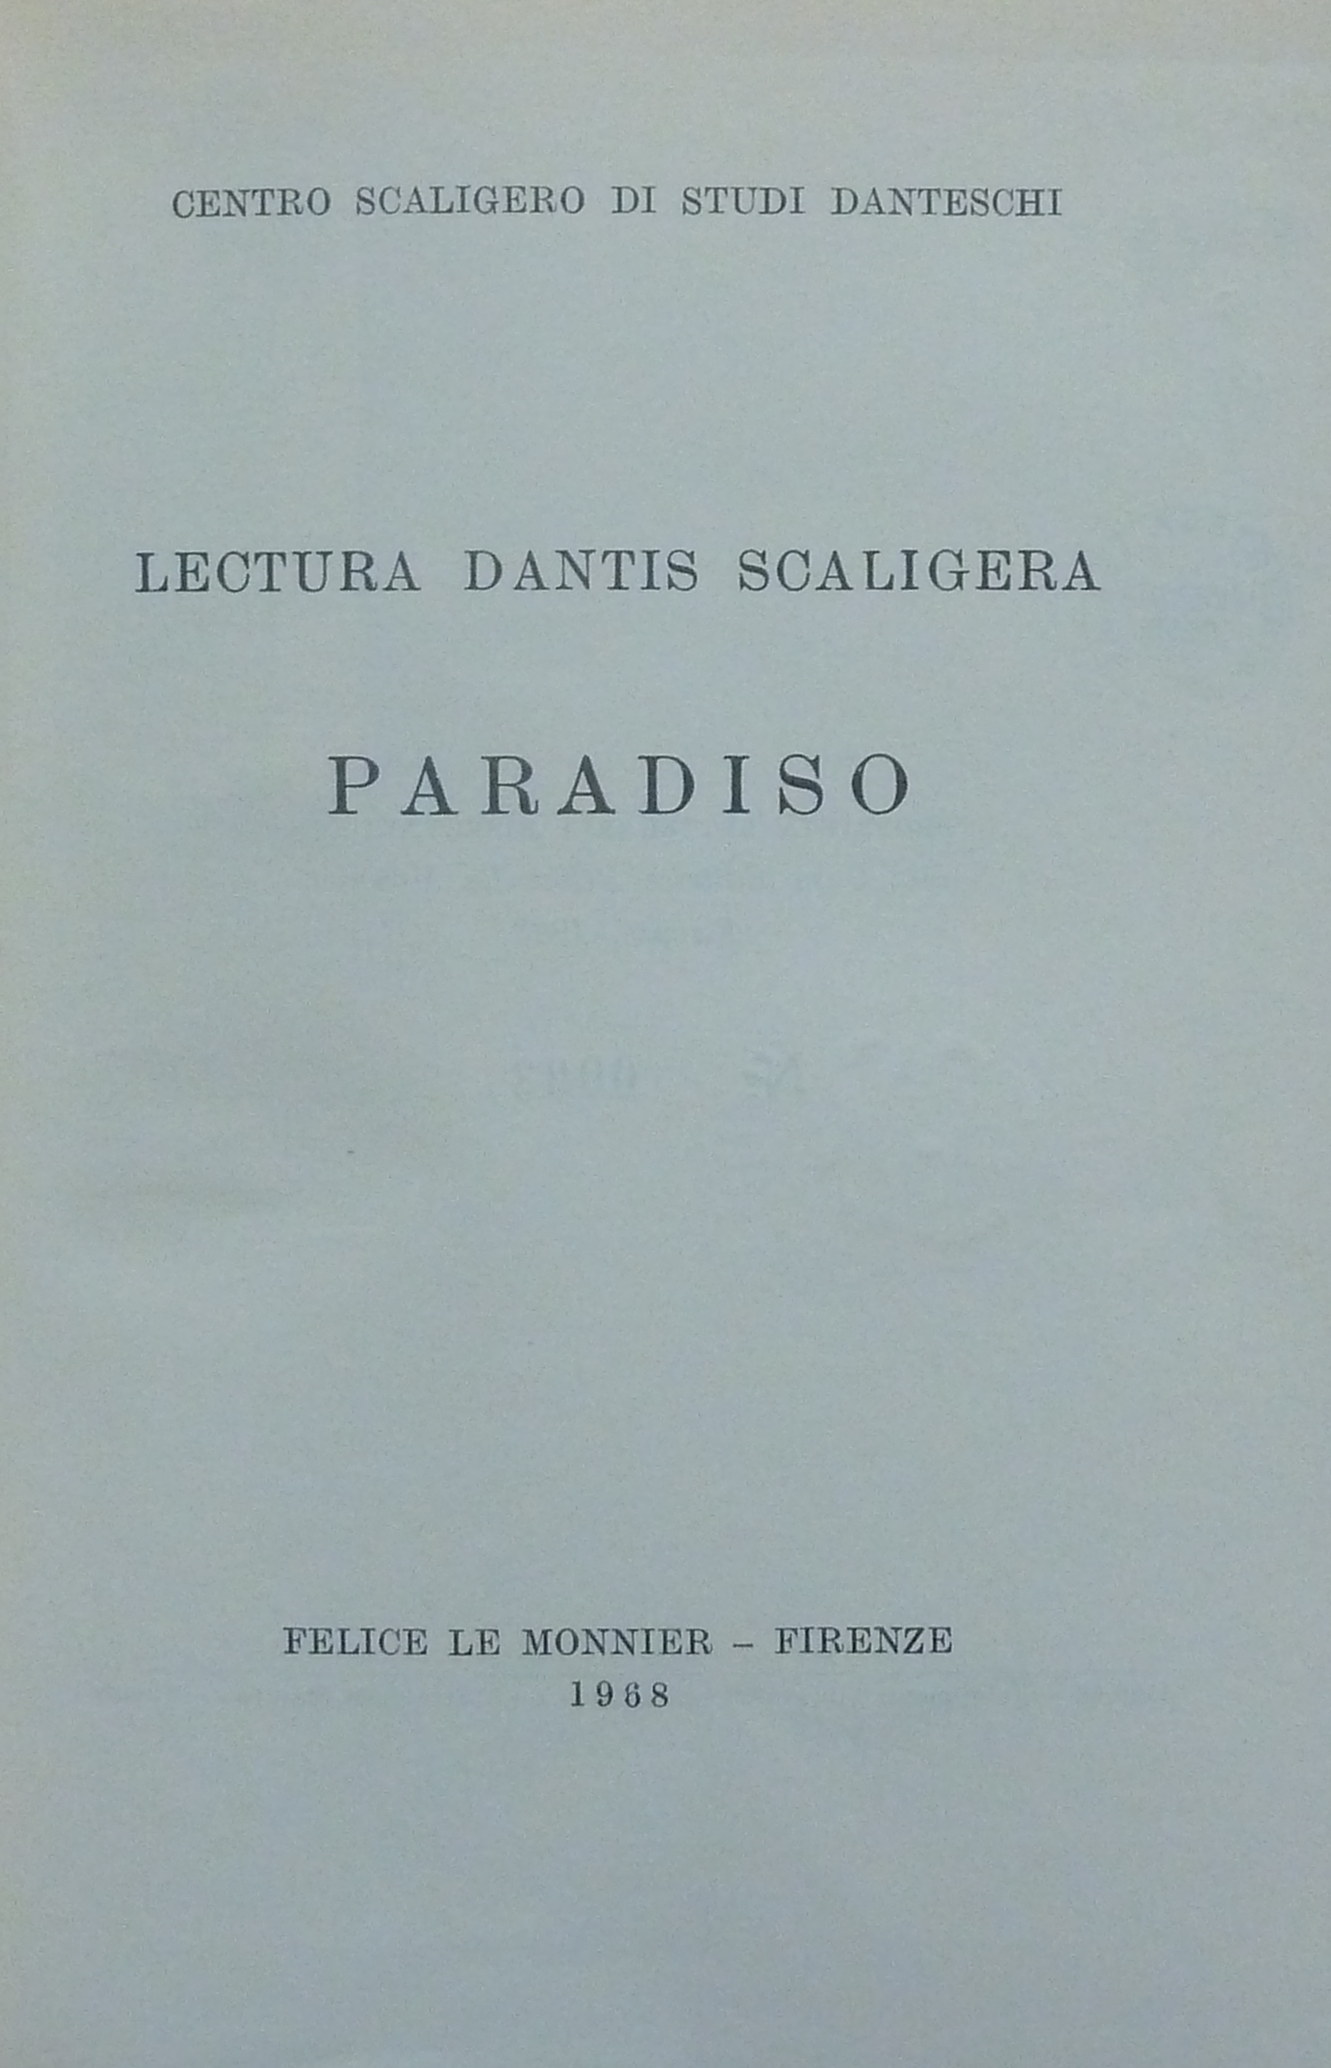 CENTRO SCALIGERO DI STUDI DANTESCHI
LECTURA DANTIS SCALIGERA
PARADISO
FELICE LE MONNIER – FIRENZE
1968